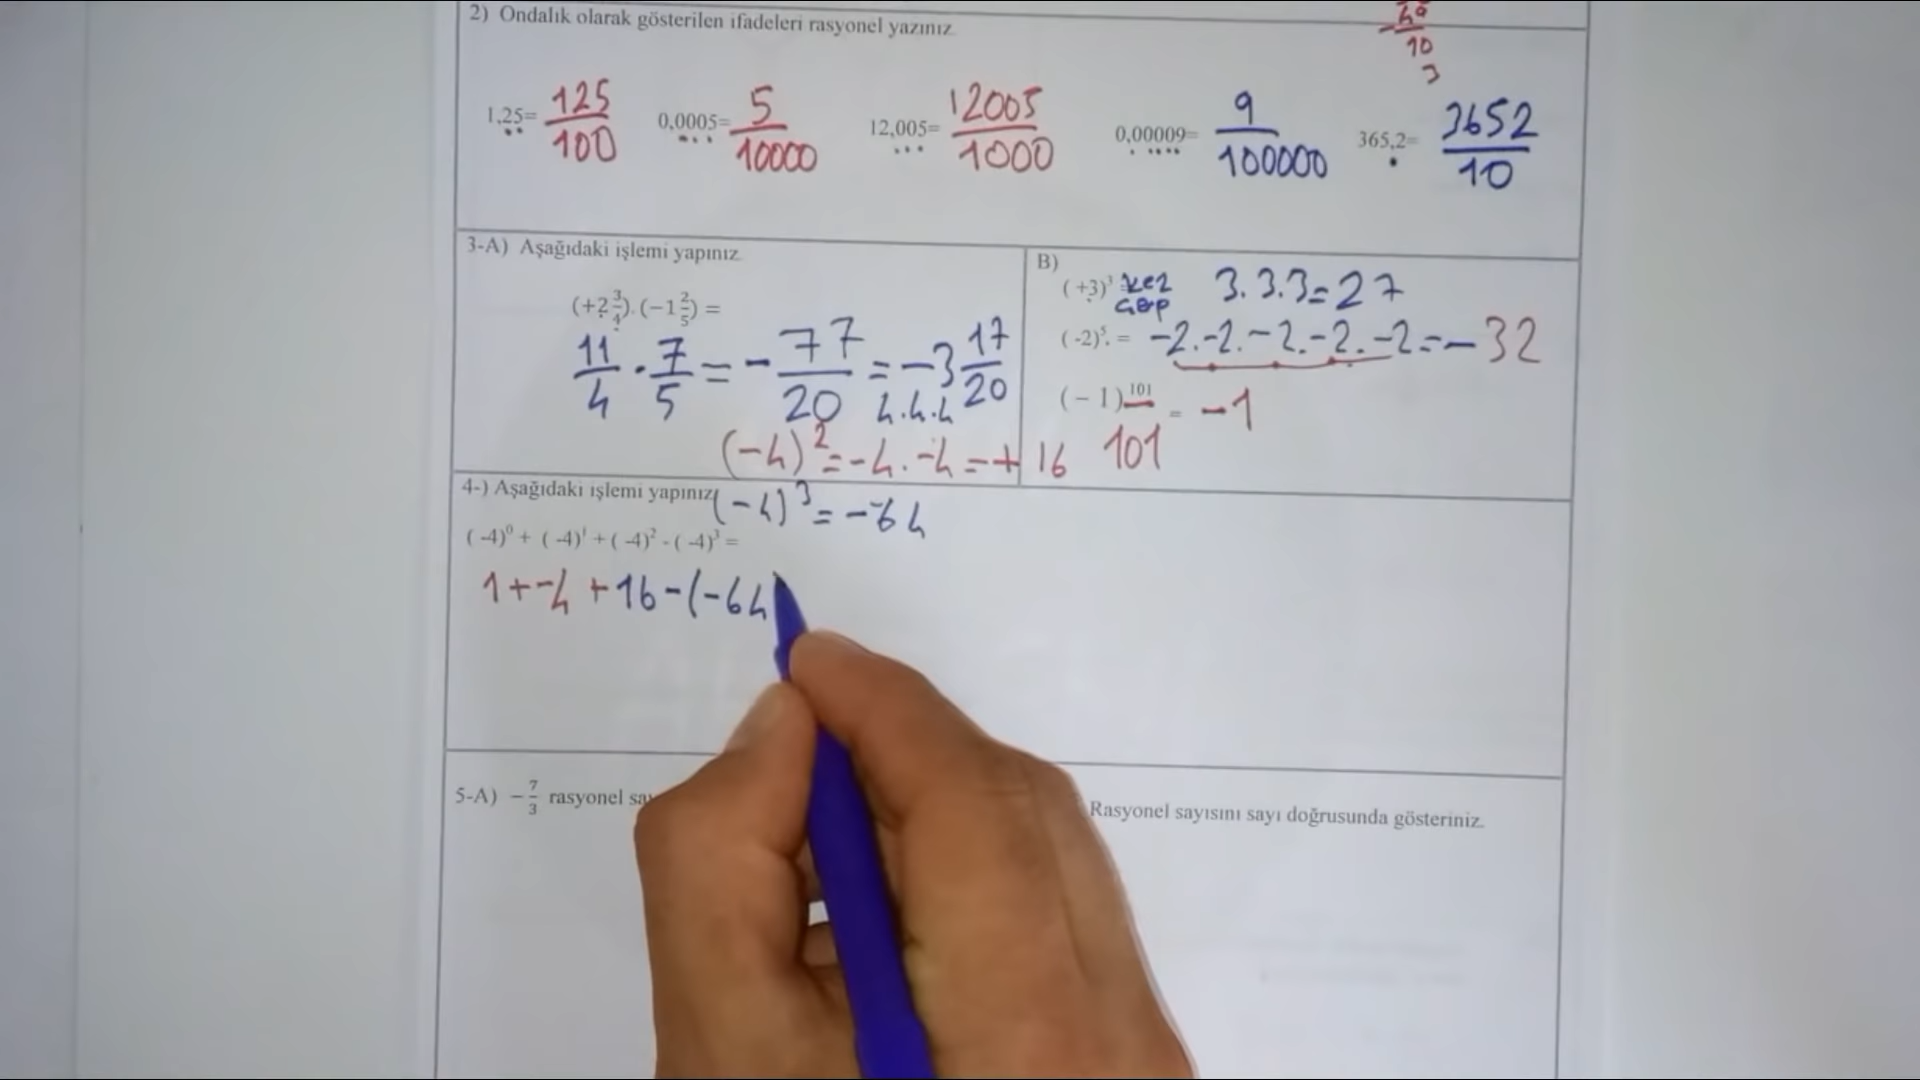 2) Ondalık olarak gösterilen ifadeleri rasyonel yazınız.
10
1,25= 125/100 0,0005= 5/10000 12,005= 12005/1000 0,00009= 9/100000 365,2= 3652/10
3-A) Aşağıdaki işlemi yapınız.
(+2 3/4).(-1 2/5) =
11/4 . 7/5 = - 77/20 = -3 17/20
4.4.4
(-4)² = -4 . -4 = + 16
B)
(+3)³ = kez çarp 3.3.3=27
(-2)⁵. = -2.-2.-2.-2.-2=-32
(-1)¹⁰¹ = -1
101
4-) Aşağıdaki işlemi yapınız (-4)³ = -64
(-4)⁰ + (-4)¹ + (-4)² - (-4)³ =
1+-4 +16-(-64
5-A) -7/3 rasyonel
Rasyonel sayısını sayı doğrusunda gösteriniz.